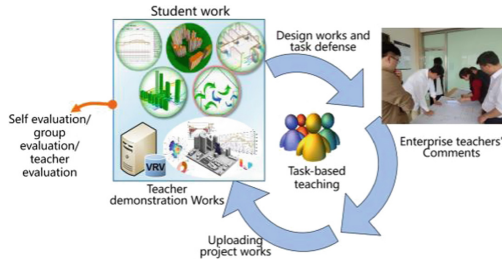 Student work
Design works and
task defense
Self evaluation/
group
evaluation/
teacher
evaluation
Enterprise teachers'
Comments
Task-based
teaching
VRV
Teacher
demonstration Works
Uploading
project works